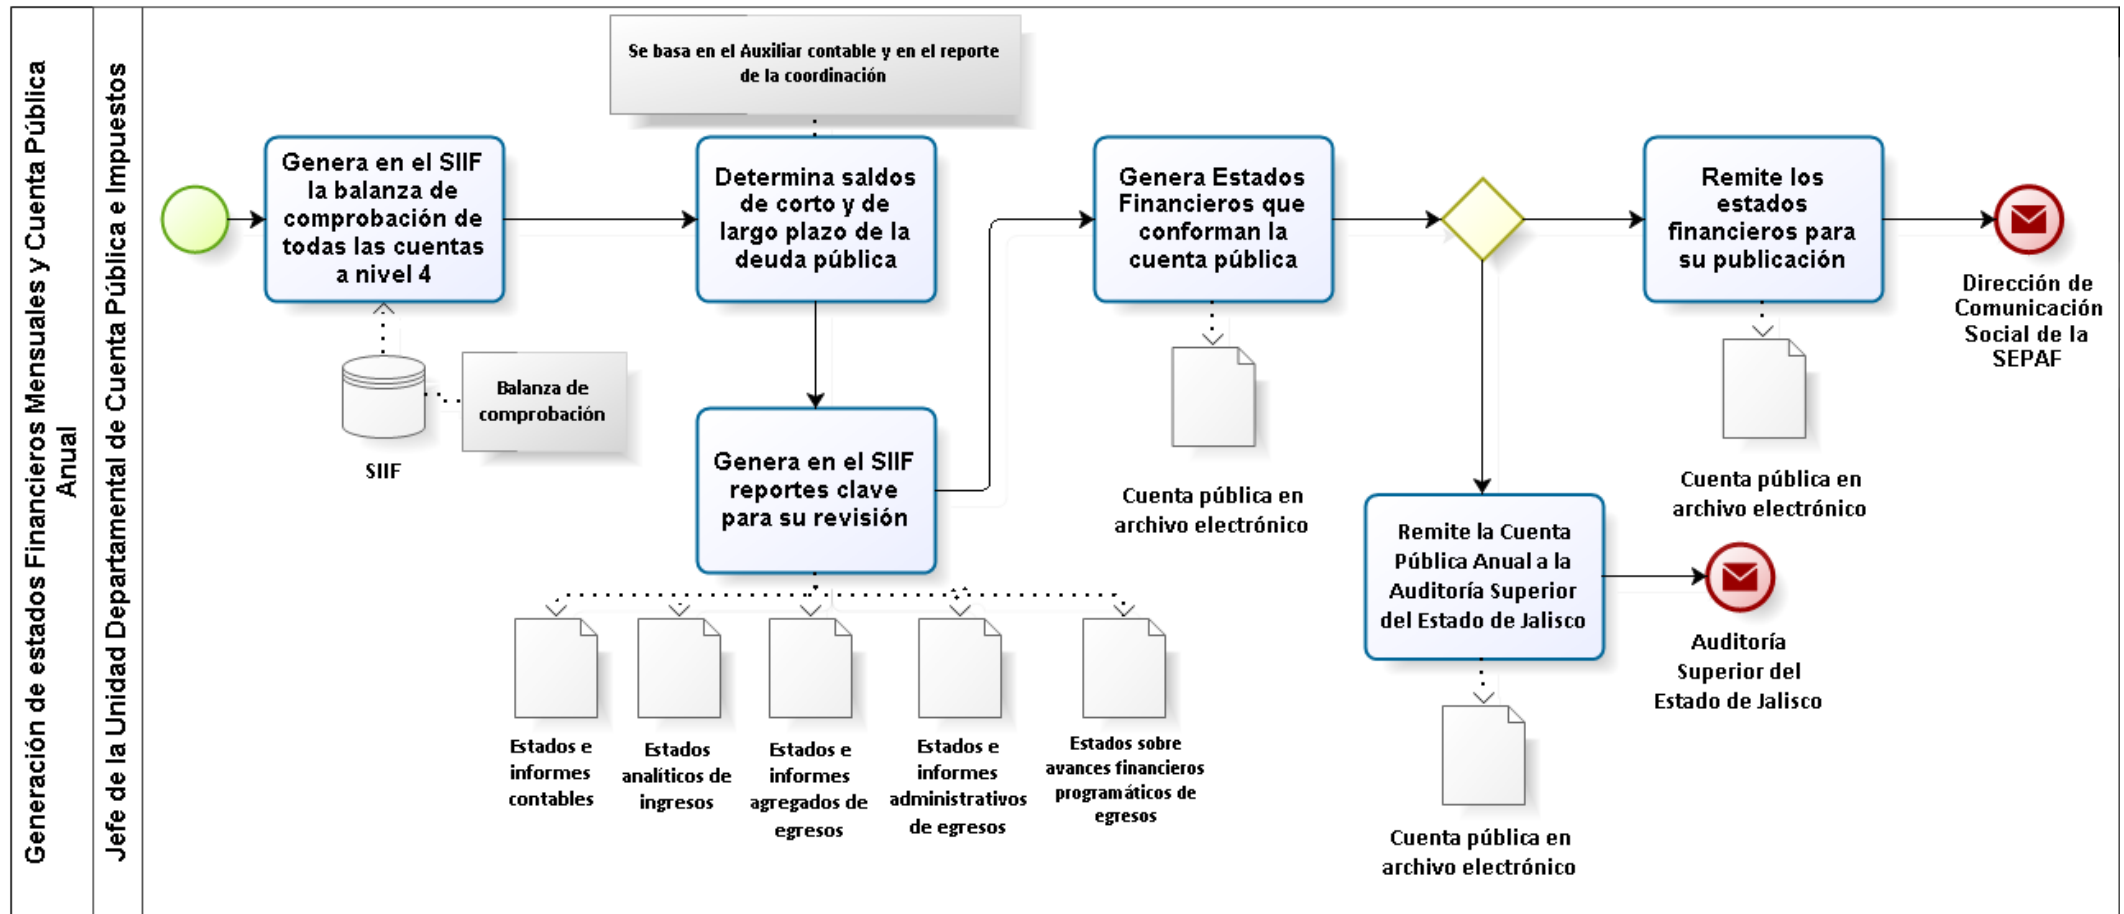 Generación de estados Financieros Mensuales y Cuenta Pública
Anual
Jefe de la Unidad Departamental de Cuenta Pública e Impuestos
Se basa en el Auxiliar contable y en el reporte
de la coordinación
Genera en el SIIF
la balanza de
comprobación de
todas las cuentas
a nivel 4
Determina saldos
de corto y de
largo plazo de la
deuda pública
Genera Estados
Financieros que
conforman la
cuenta pública
Remite los
estados
financieros para
su publicación
Dirección de
Comunicación
Social de la
SEPAF
Balanza de
comprobación
SIIF
Genera en el SIIF
reportes clave
para su revisión
Cuenta pública en
archivo electrónico
Cuenta pública en
archivo electrónico
Remite la Cuenta
Pública Anual a la
Auditoría Superior
del Estado de Jalisco
Auditoría
Superior del
Estado de Jalisco
Estados e
informes
contables
Estados
analíticos de
ingresos
Estados e
informes
agregados de
egresos
Estados e
informes
administrativos
de egresos
Estados sobre
avances financieros
programáticos de
egresos
Cuenta pública en
archivo electrónico